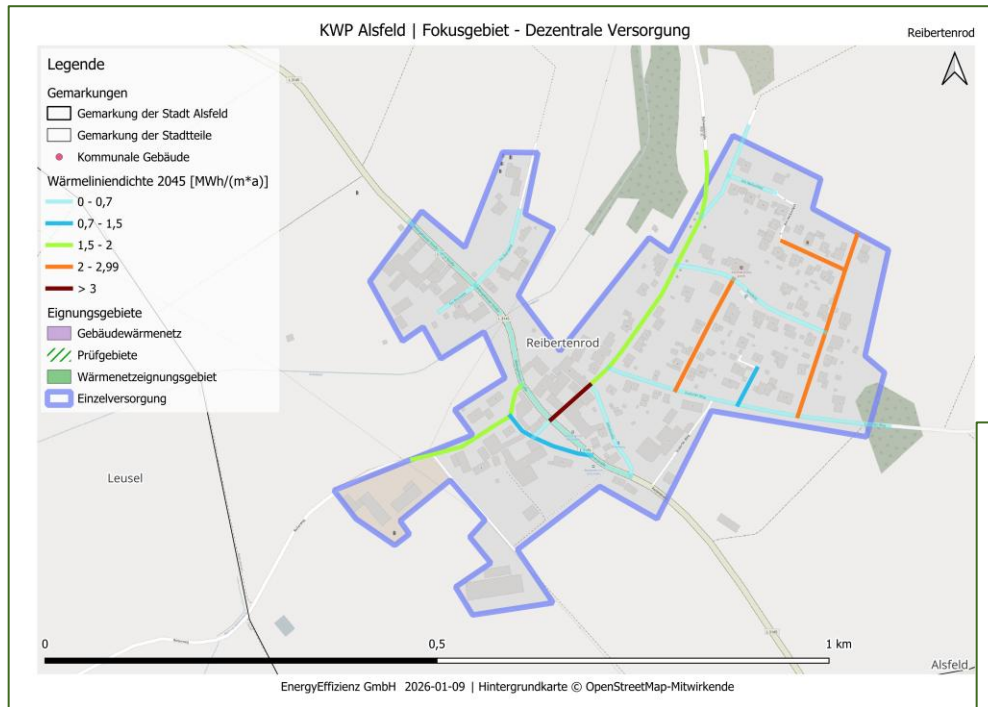 KWP Alsfeld | Fokusgebiet - Dezentrale Versorgung
Reibertenrod
Legende
Gemarkungen
Gemarkung der Stadt Alsfeld
Gemarkung der Stadtteile
Kommunale Gebäude
Wärmeliniendichte 2045 [MWh/(m*a)]
0 - 0,7
0,7 - 1,5
1,5 - 2
2 - 2,99
> 3
Eignungsgebiete
Gebäudewärmenetz
Prüfgebiete
Wärmenetzeignungsgebiet
Einzelversorgung
Reibertenrod
Leusel
Alsfeld
0
0,5
1 km
EnergyEffizienz GmbH 2026-01-09 | Hintergrundkarte © OpenStreetMap-Mitwirkende